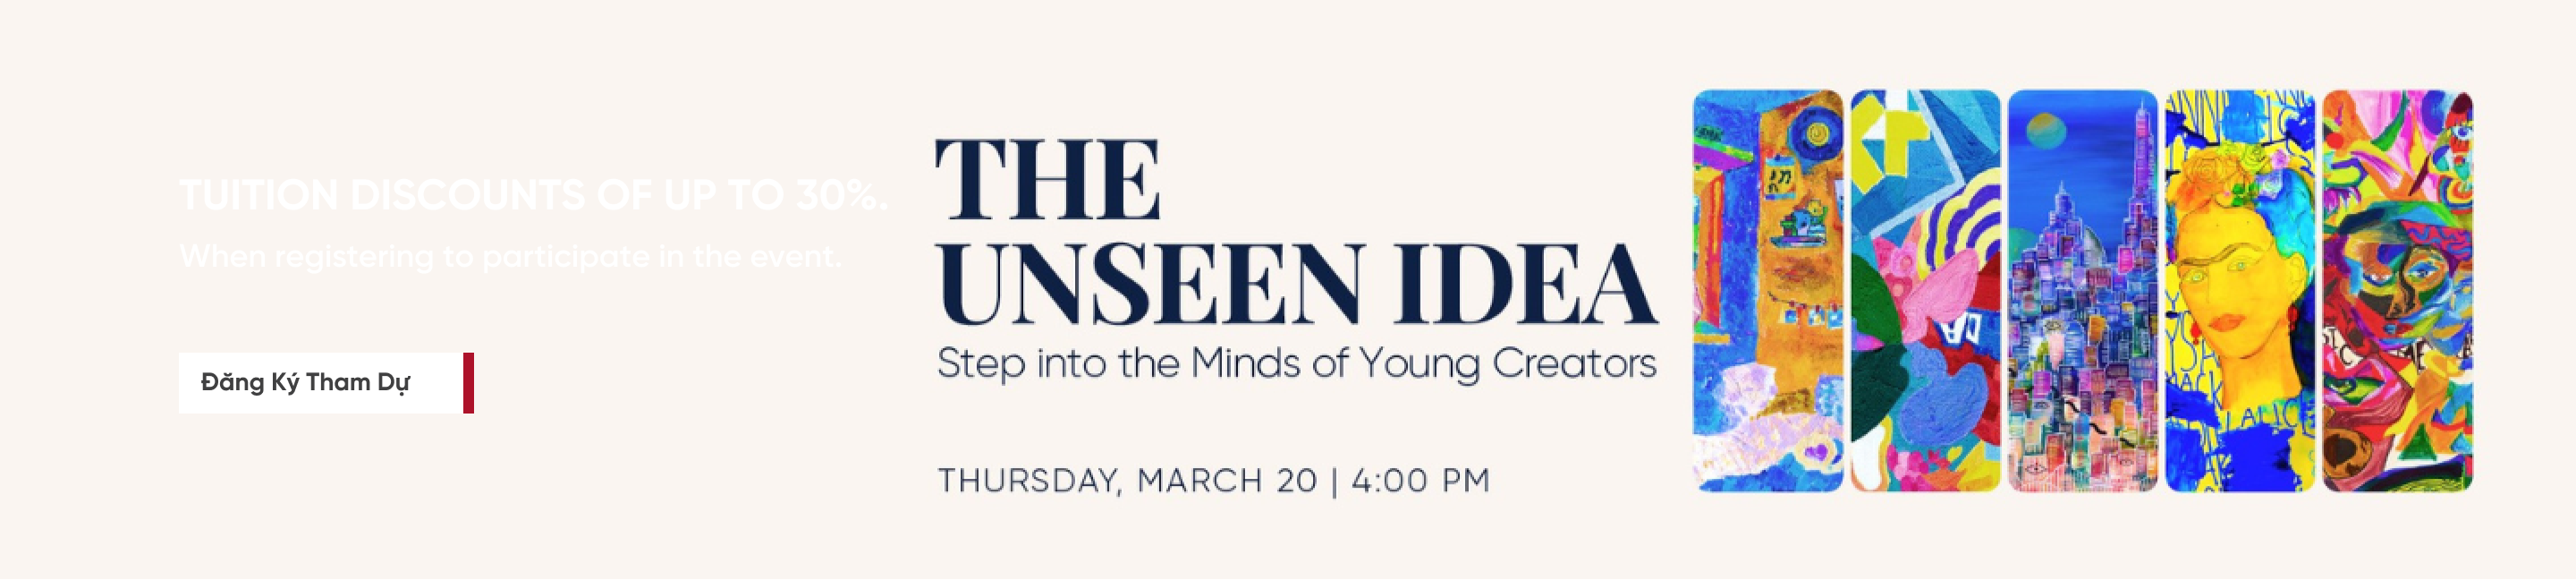 TUITION DISCOUNTS OF UP TO 30%.
When registering to participate in the event.
Đăng Ký Tham Dự
THE
UNSEEN IDEA
Step into the Minds of Young Creators
THURSDAY, MARCH 20 | 4:00 PM